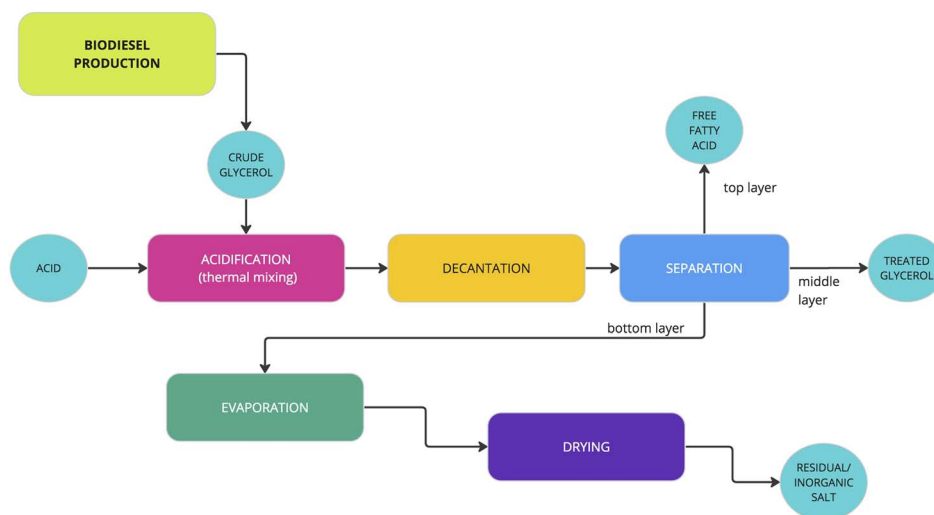 BIODIESEL
PRODUCTION
CRUDE
GLYCEROL
FREE
FATTY
ACID
top layer
ACID
ACIDIFICATION
(thermal mixing)
DECANTATION
SEPARATION
middle
layer
TREATED
GLYCEROL
bottom layer
EVAPORATION
DRYING
RESIDUAL/
INORGANIC
SALT